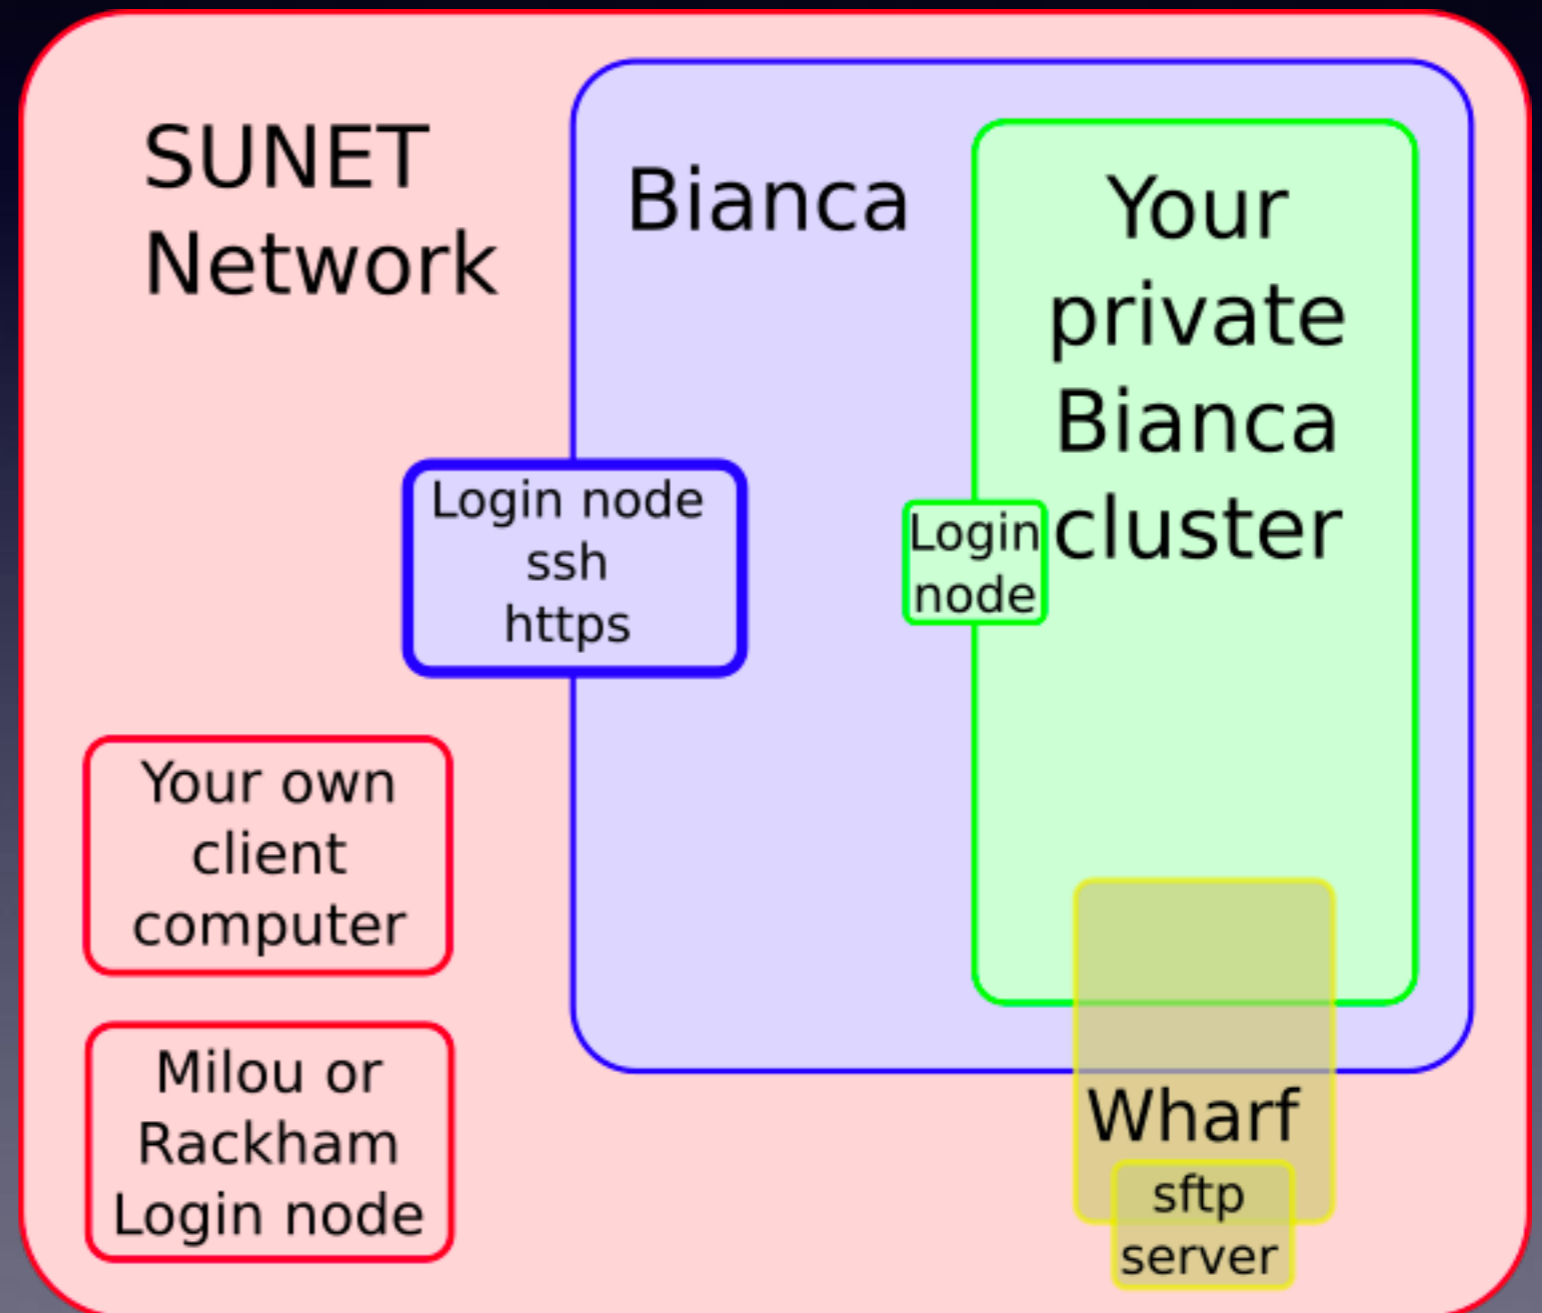 SUNET
Network
Bianca
Your
private
Bianca
cluster
Login node
ssh
https
Login
node
Your own
client
computer
Milou or
Rackham
Login node
Wharf
sftp
server